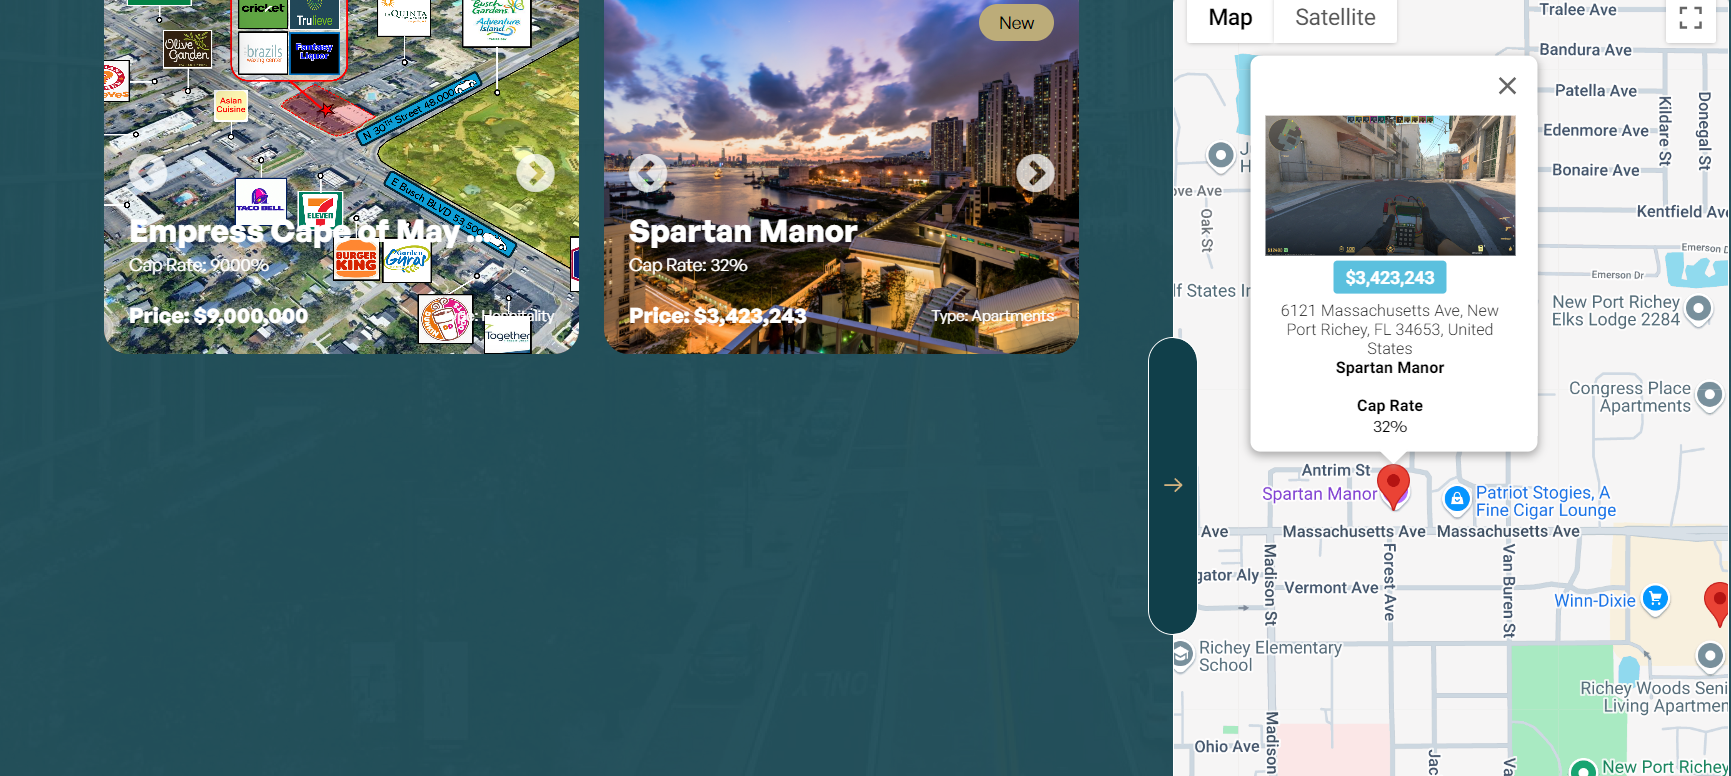 cricket
Trulieve
LAQUINTA
Busch
Gardens
Adventure
Island
Olive
Garden
brazils
waxing center
Fantasy
Liquor
Asian
Cuisine
N 30TH Street 48,000
E Busch BLVD 53,500
TACO BELL
ELEVEN
BURGER
KING
Garden
Gyros
Together
Empress Cape of May ...
Cap Rate: 9000%
Price: $9,000,000
Hospitality
New
Spartan Manor
Cap Rate: 32%
Price: $3,423,243
Type: Apartments
Map
Satellite
$3,423,243
6121 Massachusetts Ave, New
Port Richey, FL 34653, United
States
Spartan Manor
Cap Rate
32%
Tralee Ave
Bandura Ave
Patella Ave
Edenmore Ave
Bonaire Ave
Kildare St
Donegal St
Kentfield Ave
Emerson D
Emerson Dr
ove Ave
Oak St
lf States In
New Port Richey
Elks Lodge 2284
Congress Place
Apartments
Antrim St
Spartan Manor
Patriot Stogies, A
Fine Cigar Lounge
Ave
Massachusetts Ave
Massachusetts Ave
gator Aly
Madison St
Vermont Ave
Forest Ave
Van Buren St
Winn-Dixie
Richey Elementary
School
Richey Woods Seni
Living Apartmen
Ohio Ave
Madison
Jac
Va
New Port Richey